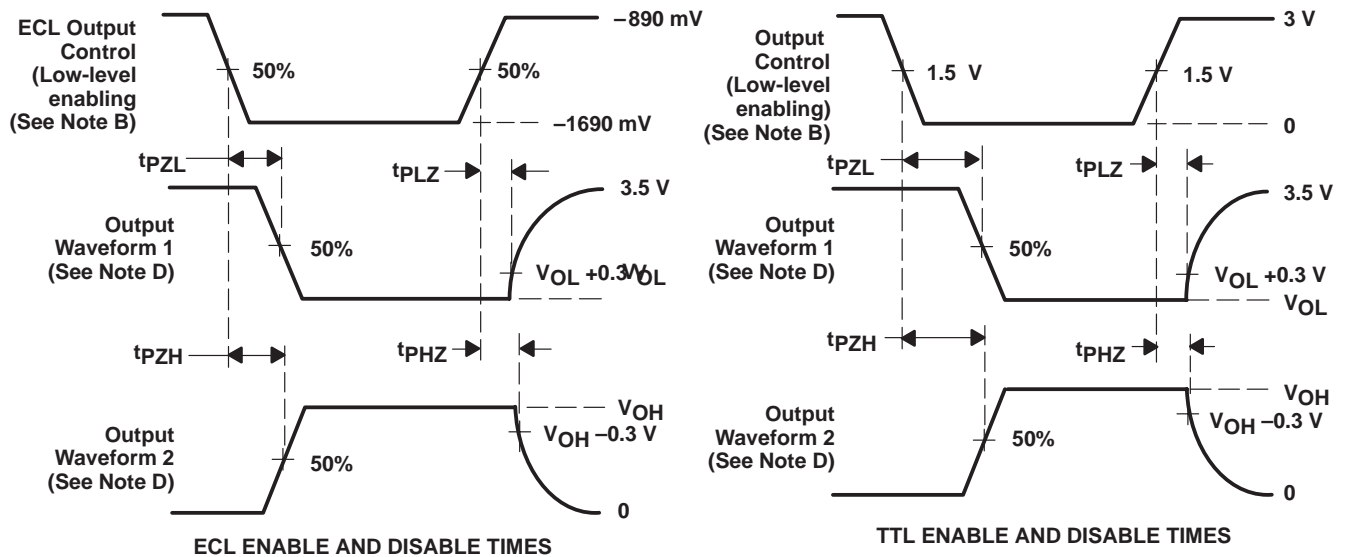 ECL Output
Control
(Low-level
enabling
(See Note B)
50%
50%
–890 mV
–1690 mV
tPZL
tPLZ
3.5 V
Output
Waveform 1
(See Note D)
50%
VOL +0.3 V
VOL
tPZH
tPHZ
Output
Waveform 2
(See Note D)
50%
VOH
VOH –0.3 V
0
ECL ENABLE AND DISABLE TIMES
Output
Control
(Low-level
enabling)
(See Note B)
1.5 V
1.5 V
3 V
0
tPZL
tPLZ
3.5 V
Output
Waveform 1
(See Note D)
50%
VOL +0.3 V
VOL
tPZH
tPHZ
Output
Waveform 2
(See Note D)
50%
VOH
VOH –0.3 V
0
TTL ENABLE AND DISABLE TIMES